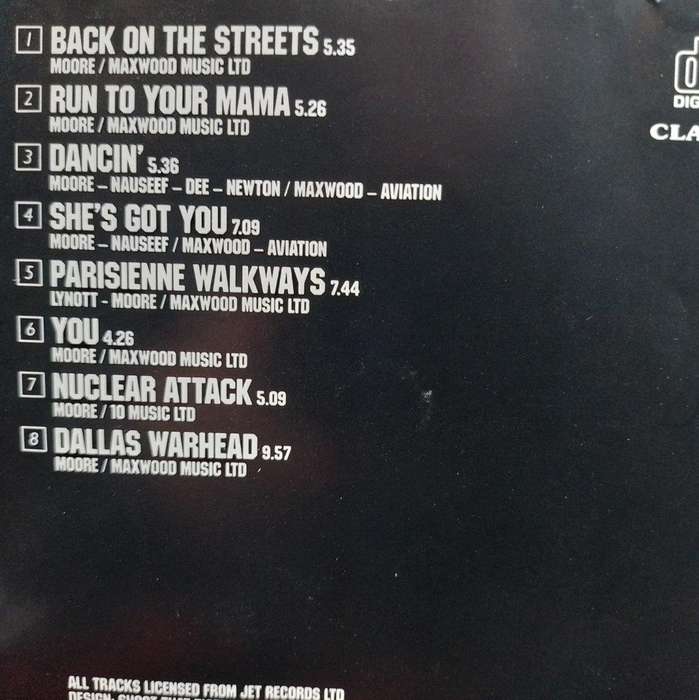 1 BACK ON THE STREETS 5.35
MOORE / MAXWOOD MUSIC LTD
2 RUN TO YOUR MAMA 5.26
MOORE / MAXWOOD MUSIC LTD
3 DANCIN' 5.36
MOORE – NAUSEEF – DEE – NEWTON / MAXWOOD – AVIATION
4 SHE'S GOT YOU 7.09
MOORE – NAUSEEF / MAXWOOD – AVIATION
5 PARISIENNE WALKWAYS 7.44
LYNOTT - MOORE / MAXWOOD MUSIC LTD
6 YOU 4.26
MOORE / MAXWOOD MUSIC LTD
7 NUCLEAR ATTACK 5.09
MOORE / 10 MUSIC LTD
8 DALLAS WARHEAD 9.57
MOORE / MAXWOOD MUSIC LTD
DIG
CLA
ALL TRACKS LICENSED FROM JET RECORDS LTD
DESIGN: